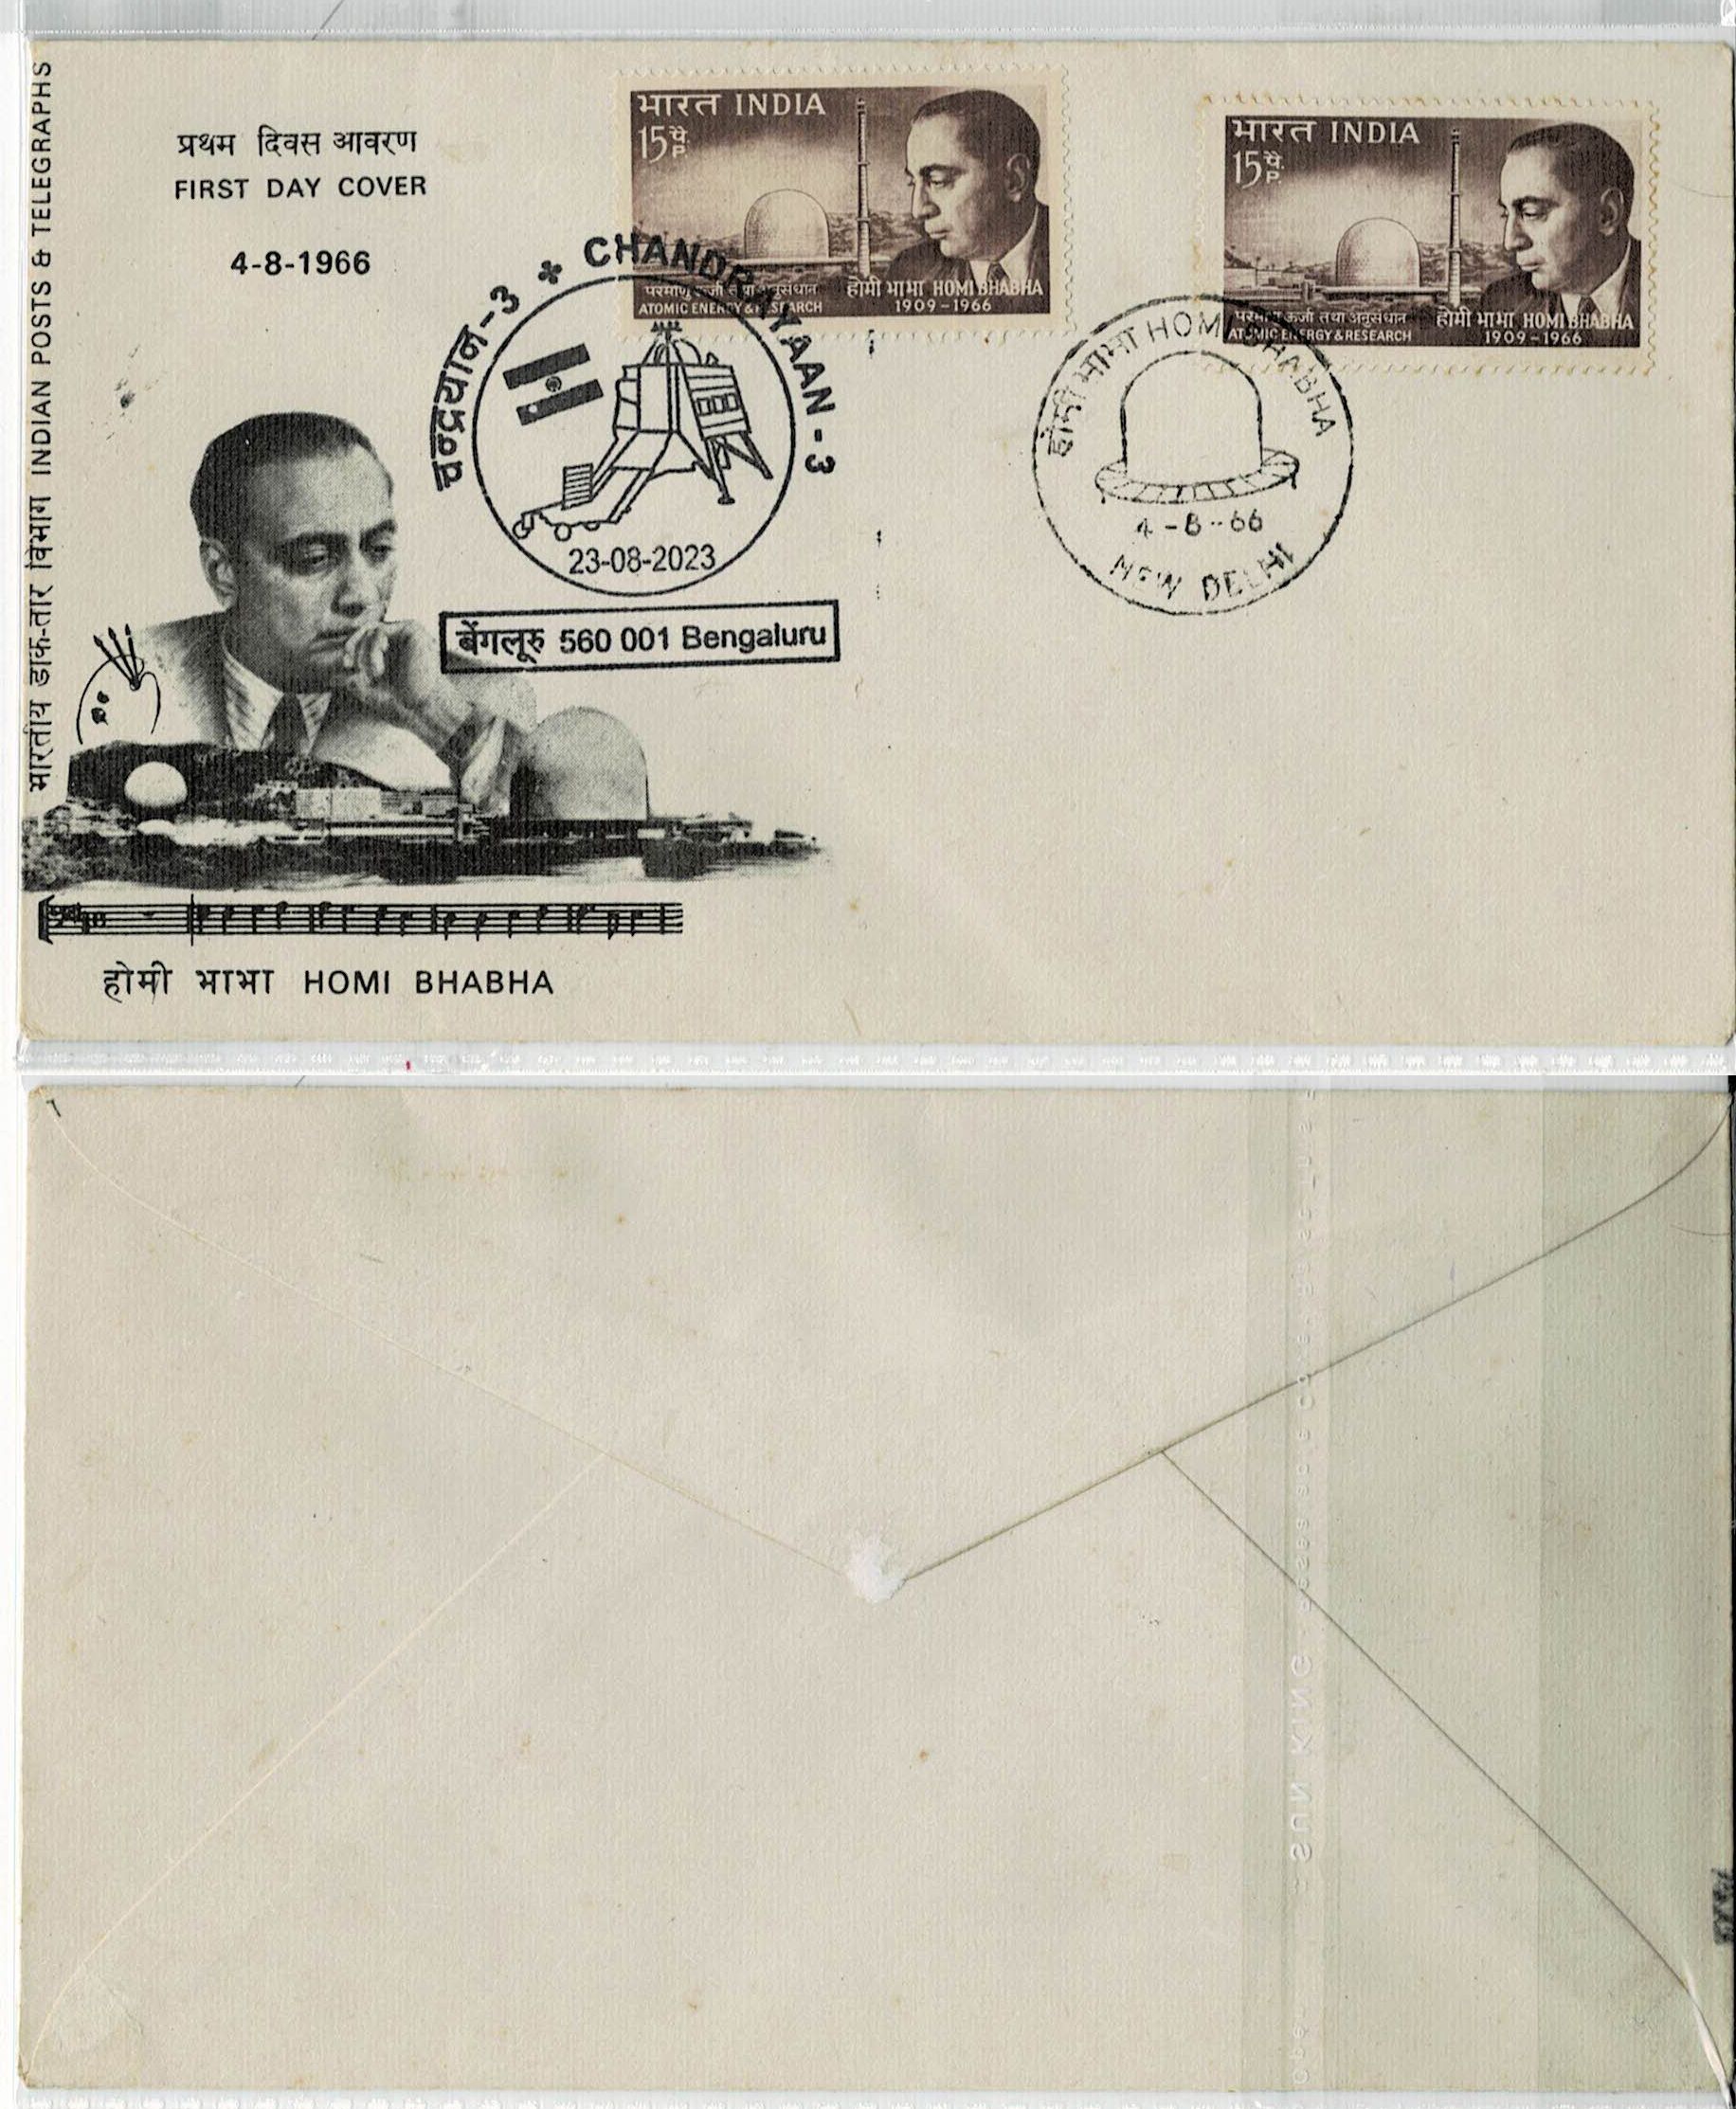 भारतीय डाक-तार विभाग INDIAN POSTS & TELEGRAPHS
प्रथम दिवस आवरण
FIRST DAY COVER
4-8-1966
भारत INDIA
15 पै. P.
परमाणु ऊर्जा तथा अनुसंधान
ATOMIC ENERGY & RESEARCH
होमी भाभा HOMI BHABHA
1909-1966
भारत INDIA
15 पै. P.
परमाणु ऊर्जा तथा अनुसंधान
ATOMIC ENERGY & RESEARCH
होमी भाभा HOMI BHABHA
1909-1966
चन्द्रयान-3 * CHANDRAYAAN-3
23-08-2023
बेंगलूरु 560 001 Bengaluru
होमी भाभा HOMI BHABHA
4-8-66
NEW DELHI
होमी भाभा HOMI BHABHA
SUN KING